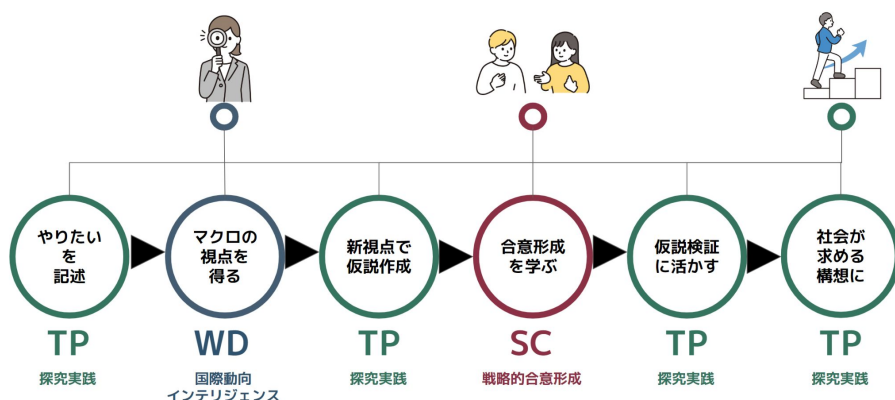 やりたい
を
記述
マクロの
視点を
得る
新視点で
仮説作成
合意形成
を学ぶ
仮説検証
に活かす
社会が
求める
構想に
TP
WD
TP
SC
TP
TP
探究実践
国際動向
インテリジェンス
探究実践
戦略的合意形成
探究実践
探究実践